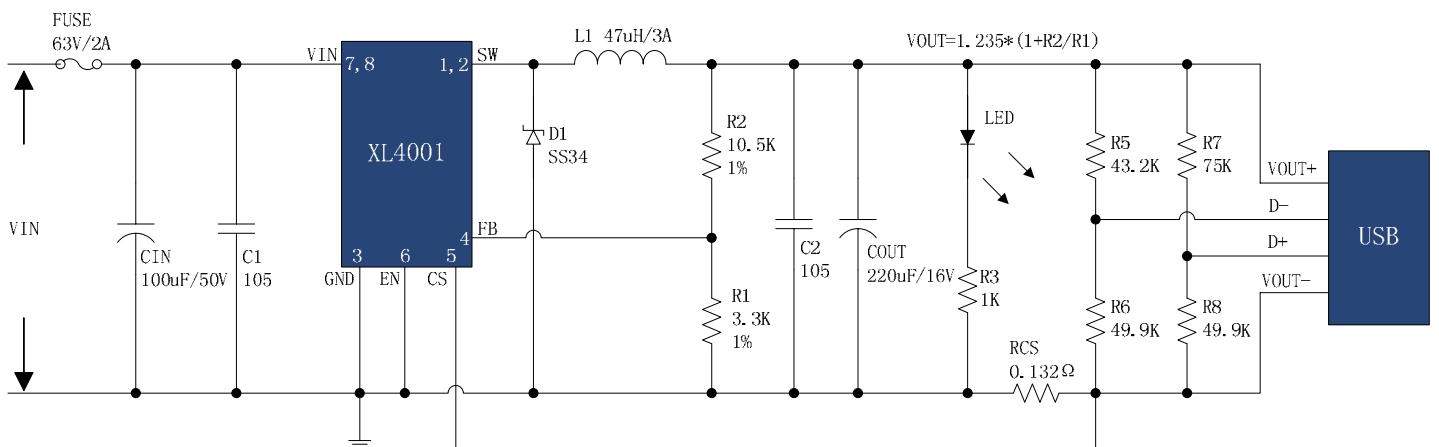 FUSE
63V/2A
VIN
CIN
100uF/50V
C1
105
VIN
7,8
1,2
SW
XL4001
4
FB
3
6
5
GND
EN
CS
L1 47uH/3A
D1
SS34
R2
10.5K
1%
R1
3.3K
1%
VOUT=1.235*(1+R2/R1)
C2
105
COUT
220uF/16V
LED
R3
1K
RCS
0.132Ω
R5
43.2K
R7
75K
R6
49.9K
R8
49.9K
VOUT+
D-
D+
VOUT-
USB